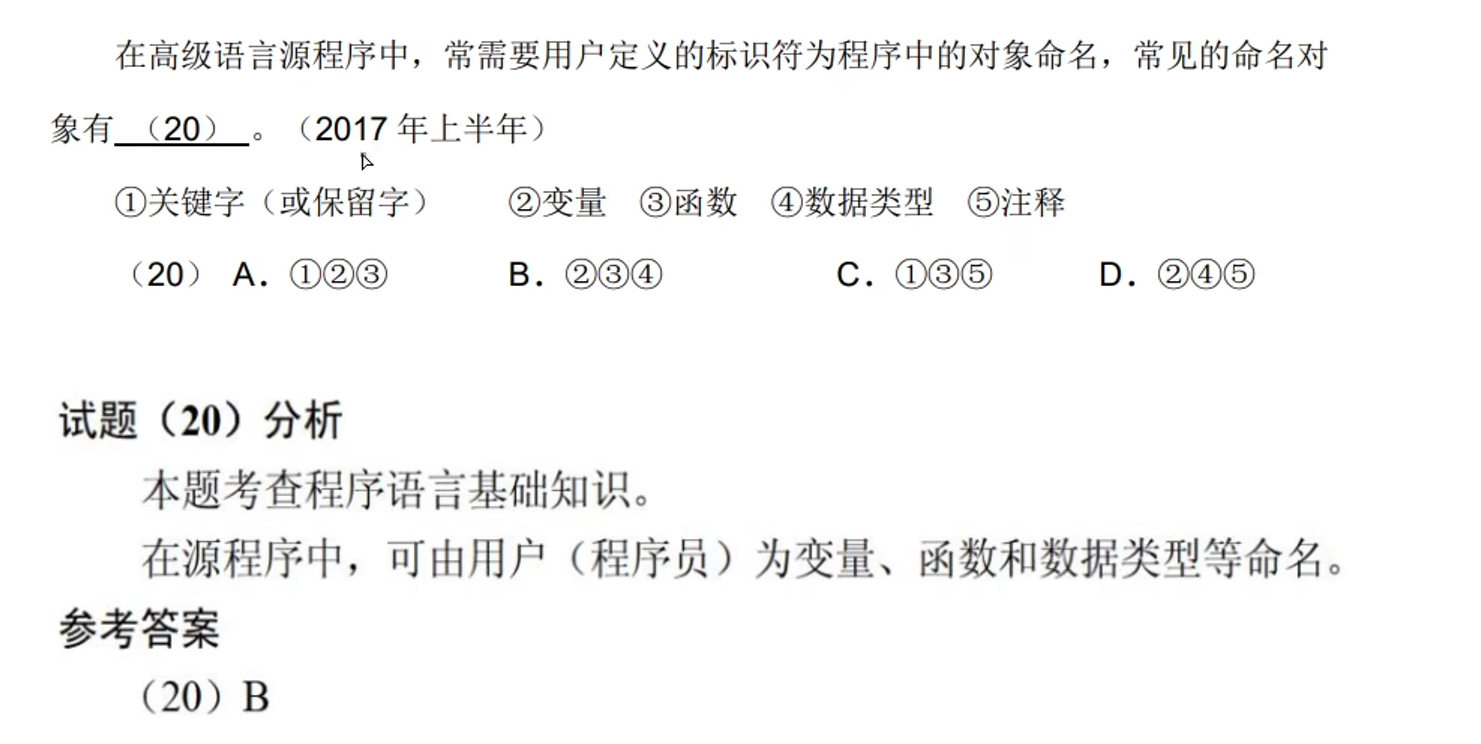 在高级语言源程序中，常需要用户定义的标识符为程序中的对象命名，常见的命名对
象有 （20） 。（2017 年上半年）
①关键字（或保留字） ②变量 ③函数 ④数据类型 ⑤注释
（20） A．①②③ B．②③④ C．①③⑤ D．②④⑤
试题（20）分析
本题考查程序语言基础知识。
在源程序中，可由用户（程序员）为变量、函数和数据类型等命名。
参考答案
（20）B